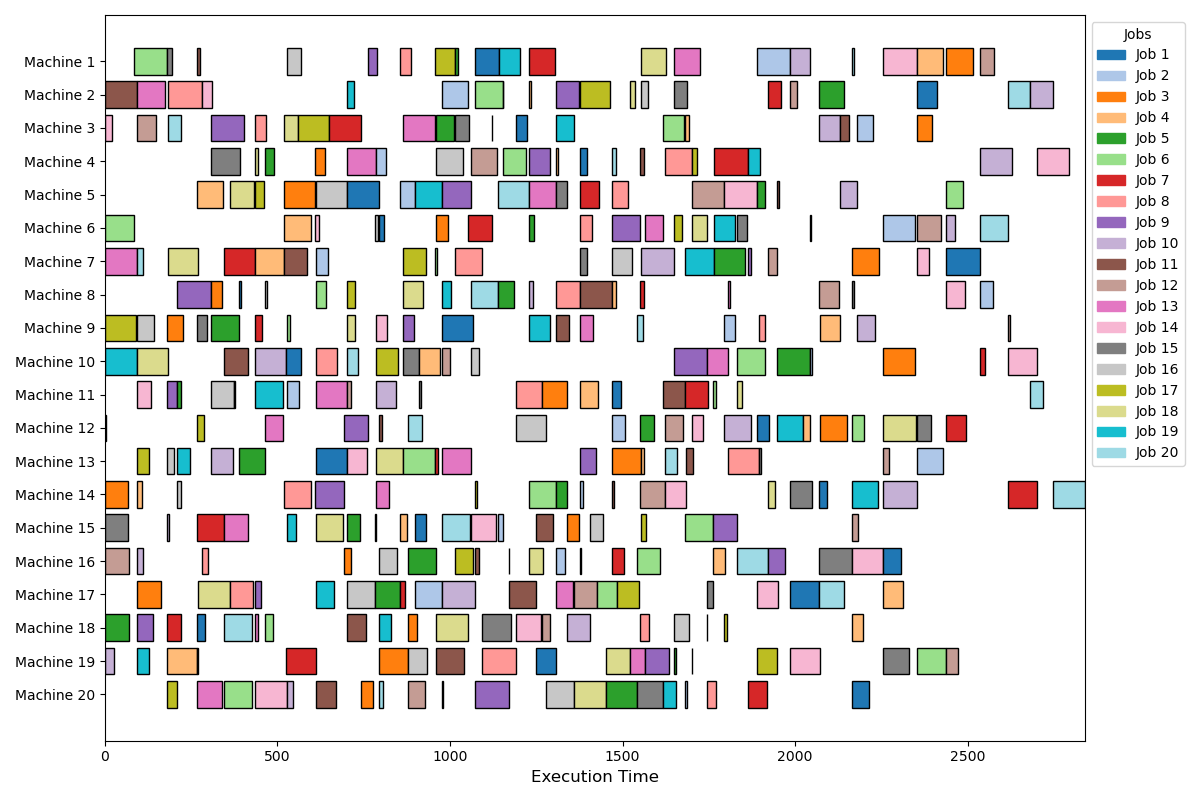 Machine 1
Machine 2
Machine 3
Machine 4
Machine 5
Machine 6
Machine 7
Machine 8
Machine 9
Machine 10
Machine 11
Machine 12
Machine 13
Machine 14
Machine 15
Machine 16
Machine 17
Machine 18
Machine 19
Machine 20
0 500 1000 1500 2000 2500
Execution Time
Jobs
Job 1
Job 2
Job 3
Job 4
Job 5
Job 6
Job 7
Job 8
Job 9
Job 10
Job 11
Job 12
Job 13
Job 14
Job 15
Job 16
Job 17
Job 18
Job 19
Job 20